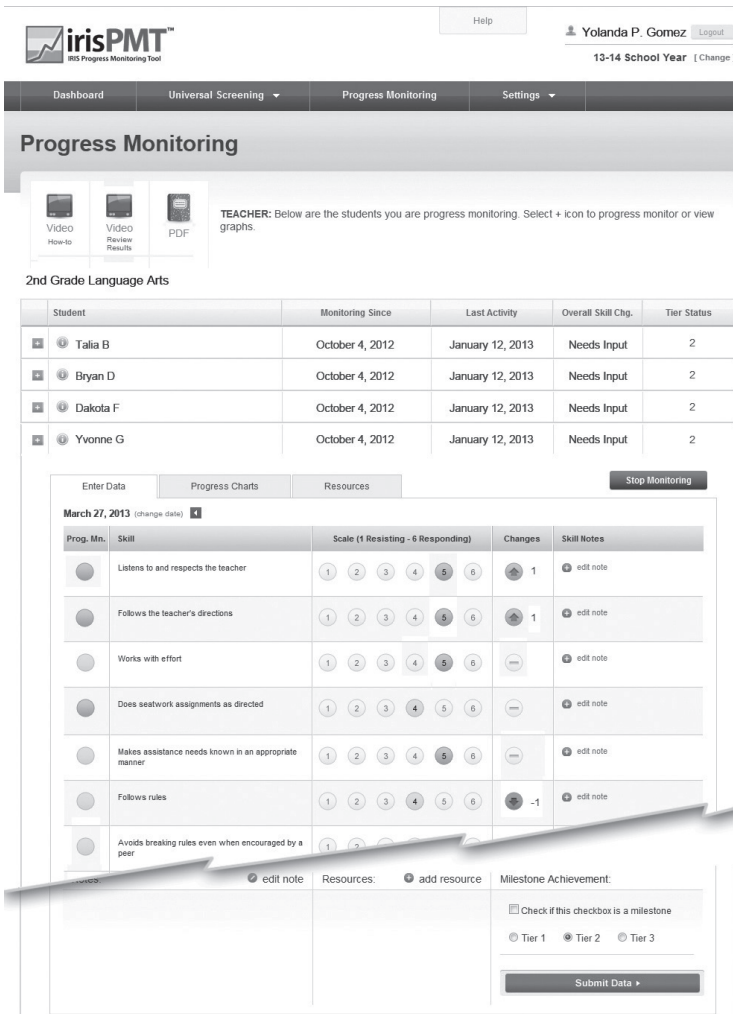 Help
irisPMT™
IRIS Progress Monitoring Tool
Yolanda P. Gomez Logout
13-14 School Year [Change
Dashboard Universal Screening Progress Monitoring Settings
Progress Monitoring
Video
How-to
Video
Review
Results
PDF
TEACHER: Below are the students you are progress monitoring. Select + icon to progress monitor or view
graphs.
2nd Grade Language Arts
Student Monitoring Since Last Activity Overall Skill Chg. Tier Status
Talia B October 4, 2012 January 12, 2013 Needs Input 2
Bryan D October 4, 2012 January 12, 2013 Needs Input 2
Dakota F October 4, 2012 January 12, 2013 Needs Input 2
Yvonne G October 4, 2012 January 12, 2013 Needs Input 2
Enter Data Progress Charts Resources Stop Monitoring
March 27, 2013 (change date)
Prog. Mn. Skill Scale (1 Resisting - 6 Responding) Changes Skill Notes
Listens to and respects the teacher 1 2 3 4 5 6 1 edit note
Follows the teacher's directions 1 2 3 4 5 6 1 edit note
Works with effort 1 2 3 4 5 6 edit note
Does seatwork assignments as directed 1 2 3 4 5 6 edit note
Makes assistance needs known in an appropriate
manner 1 2 3 4 5 6 edit note
Follows rules 1 2 3 4 5 6 -1 edit note
Avoids breaking rules even when encouraged by a
peer 1 2
edit note Resources: add resource Milestone Achievement:
Check if this checkbox is a milestone
Tier 1 Tier 2 Tier 3
Submit Data